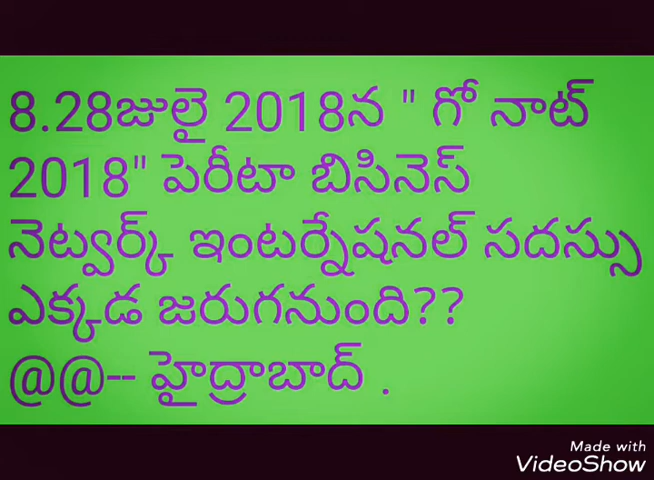 8.28జులై 2018న " గో నాట్
2018" పెరీటా బిసినెస్
నెట్వర్క్ ఇంటర్నేషనల్ సదస్సు
ఎక్కడ జరుగనుంది??
@@-- హైద్రాబాద్ .
Made with
VideoShow